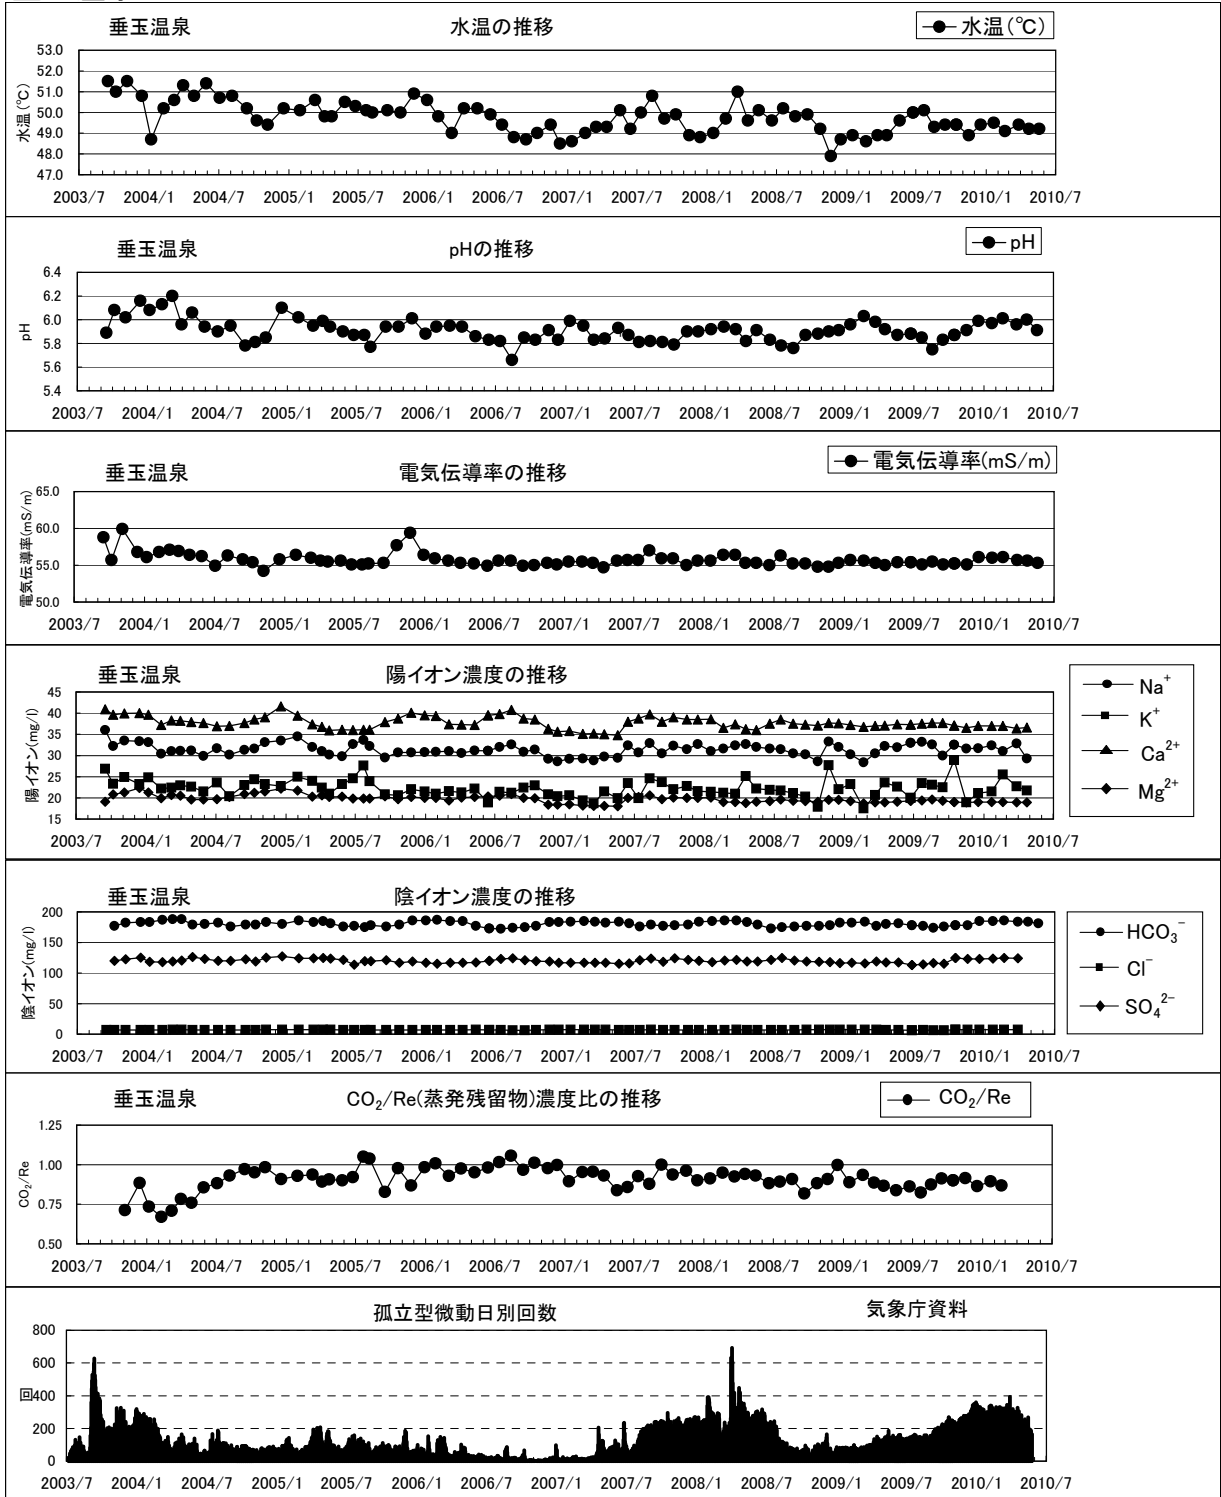 垂玉温泉 水温の推移 水温(℃)
水温(℃)
53.0
52.0
51.0
50.0
49.0
48.0
47.0
2003/7 2004/1 2004/7 2005/1 2005/7 2006/1 2006/7 2007/1 2007/7 2008/1 2008/7 2009/1 2009/7 2010/1 2010/7
垂玉温泉 pHの推移 pH
pH
6.4
6.2
6.0
5.8
5.6
5.4
2003/7 2004/1 2004/7 2005/1 2005/7 2006/1 2006/7 2007/1 2007/7 2008/1 2008/7 2009/1 2009/7 2010/1 2010/7
垂玉温泉 電気伝導率の推移 電気伝導率(mS/m)
電気伝導率(mS/m)
65.0
60.0
55.0
50.0
2003/7 2004/1 2004/7 2005/1 2005/7 2006/1 2006/7 2007/1 2007/7 2008/1 2008/7 2009/1 2009/7 2010/1 2010/7
垂玉温泉 陽イオン濃度の推移
陽イオン(mg/l)
45
40
35
30
25
20
15
2003/7 2004/1 2004/7 2005/1 2005/7 2006/1 2006/7 2007/1 2007/7 2008/1 2008/7 2009/1 2009/7 2010/1 2010/7
Na⁺
K⁺
Ca²⁺
Mg²⁺
垂玉温泉 陰イオン濃度の推移
陰イオン(mg/l)
200
150
100
50
0
2003/7 2004/1 2004/7 2005/1 2005/7 2006/1 2006/7 2007/1 2007/7 2008/1 2008/7 2009/1 2009/7 2010/1 2010/7
HCO₃⁻
Cl⁻
SO₄²⁻
垂玉温泉 CO₂/Re(蒸発残留物)濃度比の推移 CO₂/Re
CO₂/Re
1.25
1.00
0.75
0.50
2003/7 2004/1 2004/7 2005/1 2005/7 2006/1 2006/7 2007/1 2007/7 2008/1 2008/7 2009/1 2009/7 2010/1 2010/7
孤立型微動日別回数 気象庁資料
回
800
600
400
200
0
2003/7 2004/1 2004/7 2005/1 2005/7 2006/1 2006/7 2007/1 2007/7 2008/1 2008/7 2009/1 2009/7 2010/1 2010/7